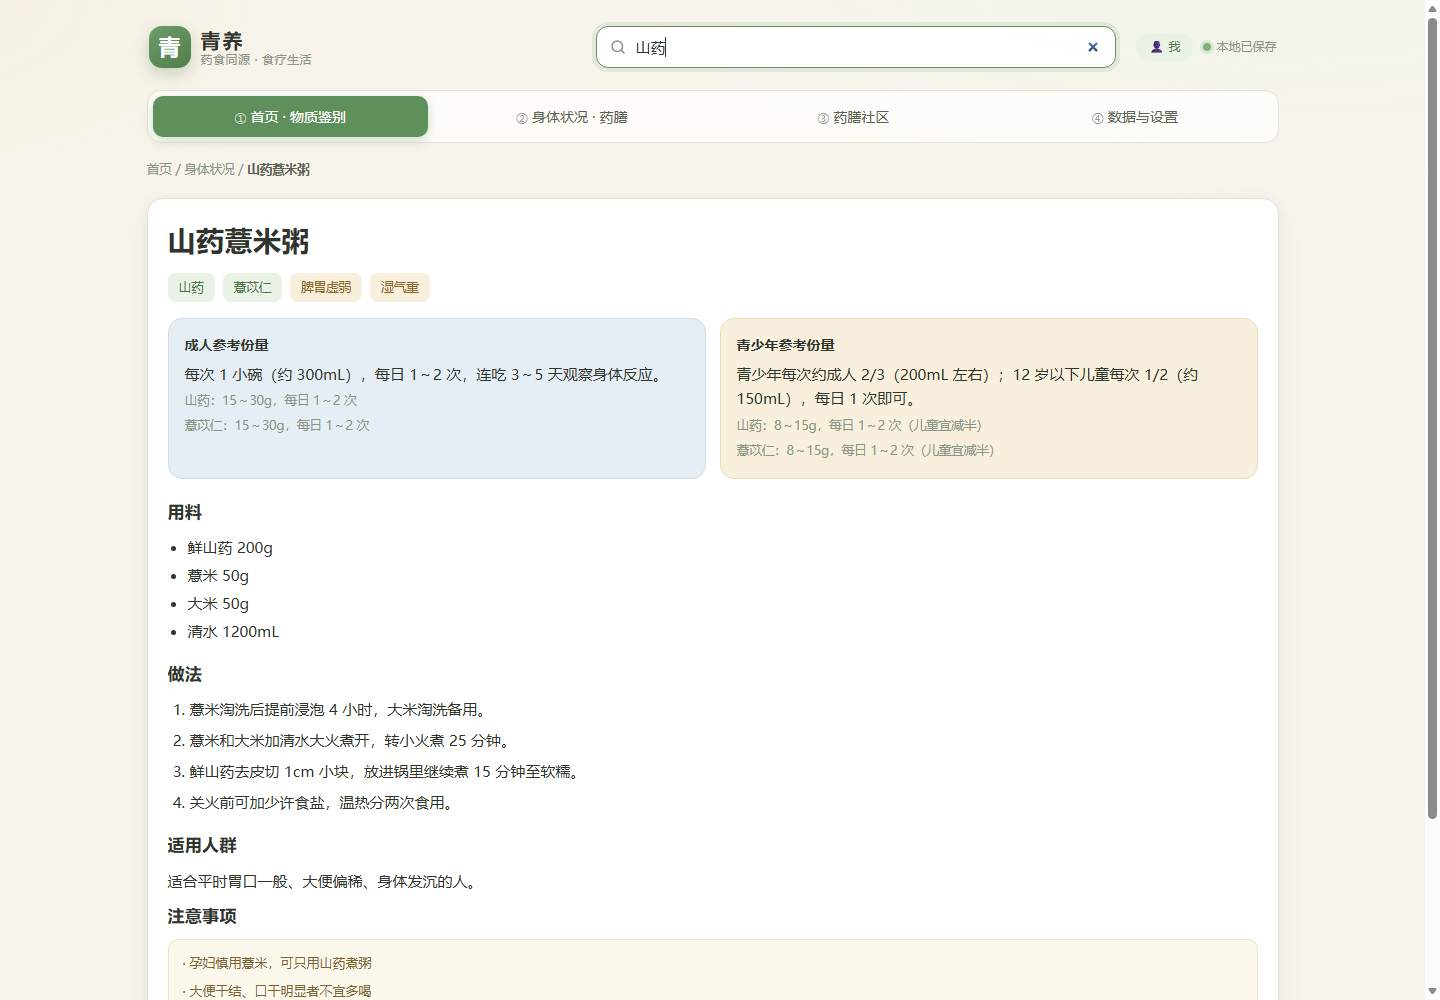 青
青养
药食同源 · 食疗生活
山药
我
本地已保存
① 首页 · 物质鉴别
② 身体状况 · 药膳
③ 药膳社区
④ 数据与设置
首页 / 身体状况 / 山药薏米粥
山药薏米粥
山药
薏苡仁
脾胃虚弱
湿气重
成人参考份量
每次 1 小碗（约 300mL），每日 1～2 次，连吃 3～5 天观察身体反应。
山药：15～30g，每日 1～2 次
薏苡仁：15～30g，每日 1～2 次
青少年参考份量
青少年每次约成人 2/3（200mL 左右）；12 岁以下儿童每次 1/2（约
150mL），每日 1 次即可。
山药：8～15g，每日 1～2 次（儿童宜减半）
薏苡仁：8～15g，每日 1～2 次（儿童宜减半）
用料
• 鲜山药 200g
• 薏米 50g
• 大米 50g
• 清水 1200mL
做法
1. 薏米淘洗后提前浸泡 4 小时，大米淘洗备用。
2. 薏米和大米加清水大火煮开，转小火煮 25 分钟。
3. 鲜山药去皮切 1cm 小块，放进锅里继续煮 15 分钟至软糯。
4. 关火前可加少许食盐，温热分两次食用。
适用人群
适合平时胃口一般、大便偏稀、身体发沉的人。
注意事项
· 孕妇慎用薏米，可只用山药煮粥
· 大便干结、口干明显者不宜多喝